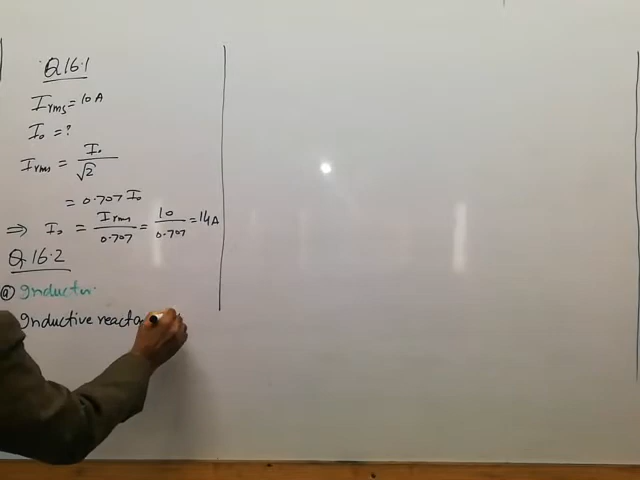 Q 16.1
Irms = 10 A
I₀ = ?
Irms = I₀/√2
= 0.707 I₀
⇒ I₀ = Irms/0.707 = 10/0.707 = 14A
Q.16.2
ⓐ Inductor.
Inductive reacta